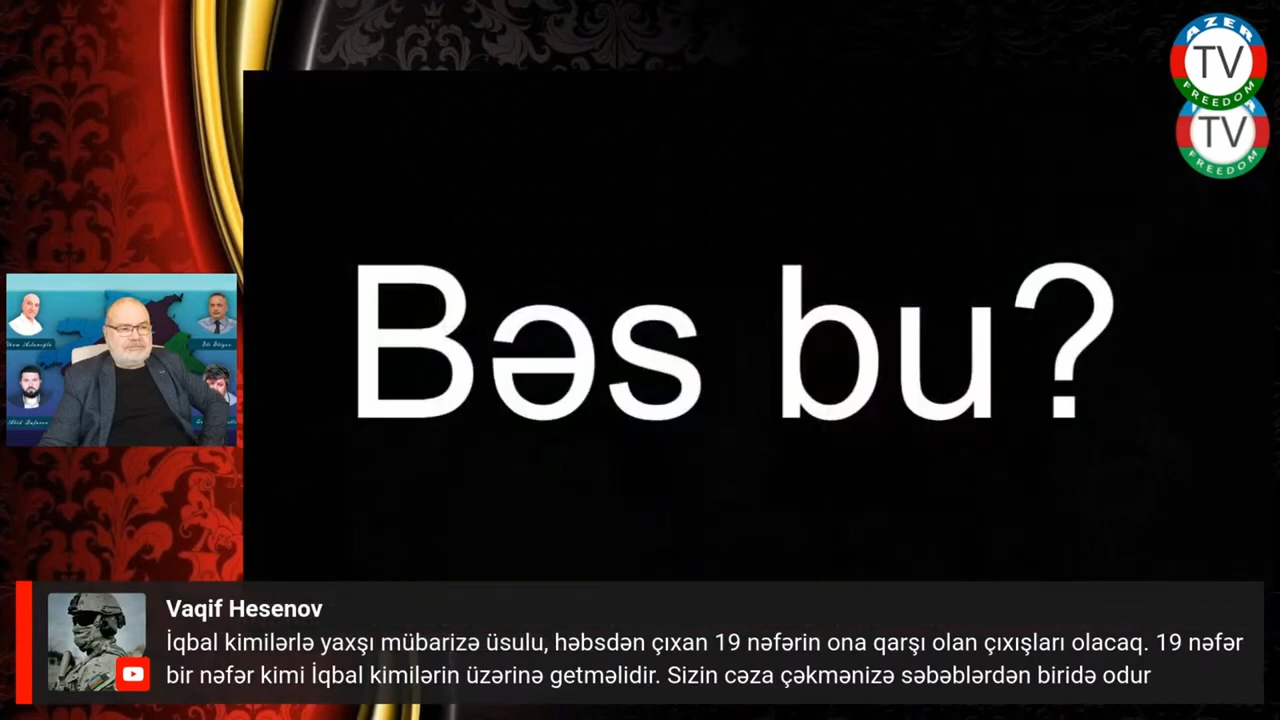 AZER
TV
FREEDOM
TV
FREEDOM
Bəs bu?
Vaqif Hesenov
İqbal kimilərlə yaxşı mübarizə üsulu, həbsdən çıxan 19 nəfərin ona qarşı olan çıxışları olacaq. 19 nəfər
bir nəfər kimi İqbal kimilərin üzərinə getməlidir. Sizin cəza çəkmənizə səbəblərdən biridə odur